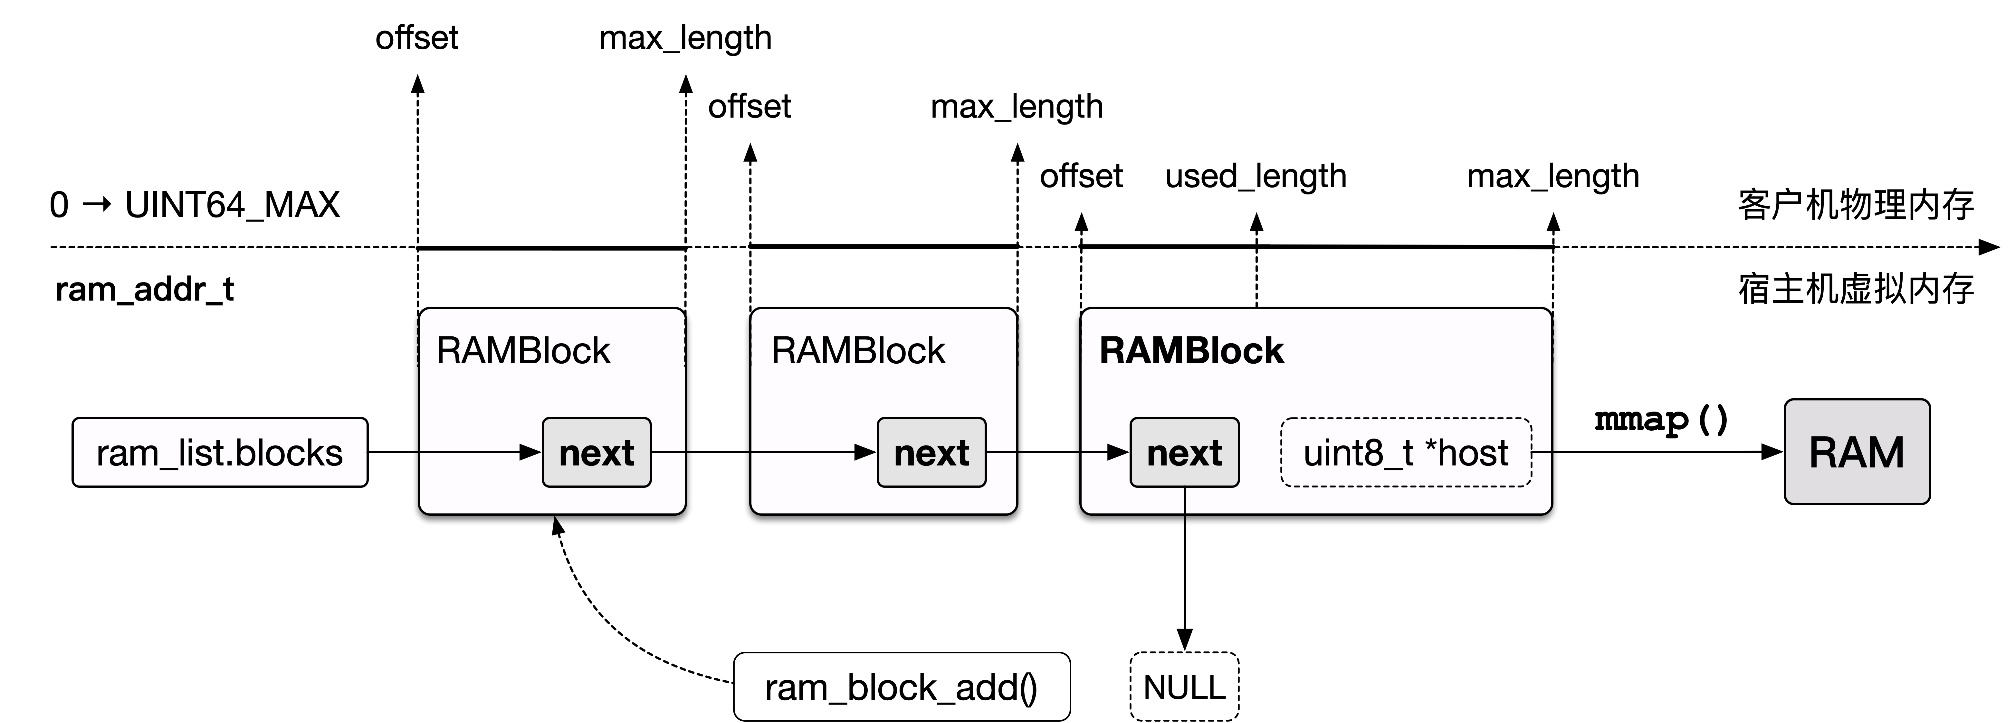 offset
max_length
offset
max_length
offset
used_length
max_length
0 → UINT64_MAX
客户机物理内存
ram_addr_t
宿主机虚拟内存
RAMBlock
RAMBlock
RAMBlock
ram_list.blocks
next
next
next
uint8_t *host
mmap()
RAM
ram_block_add()
NULL